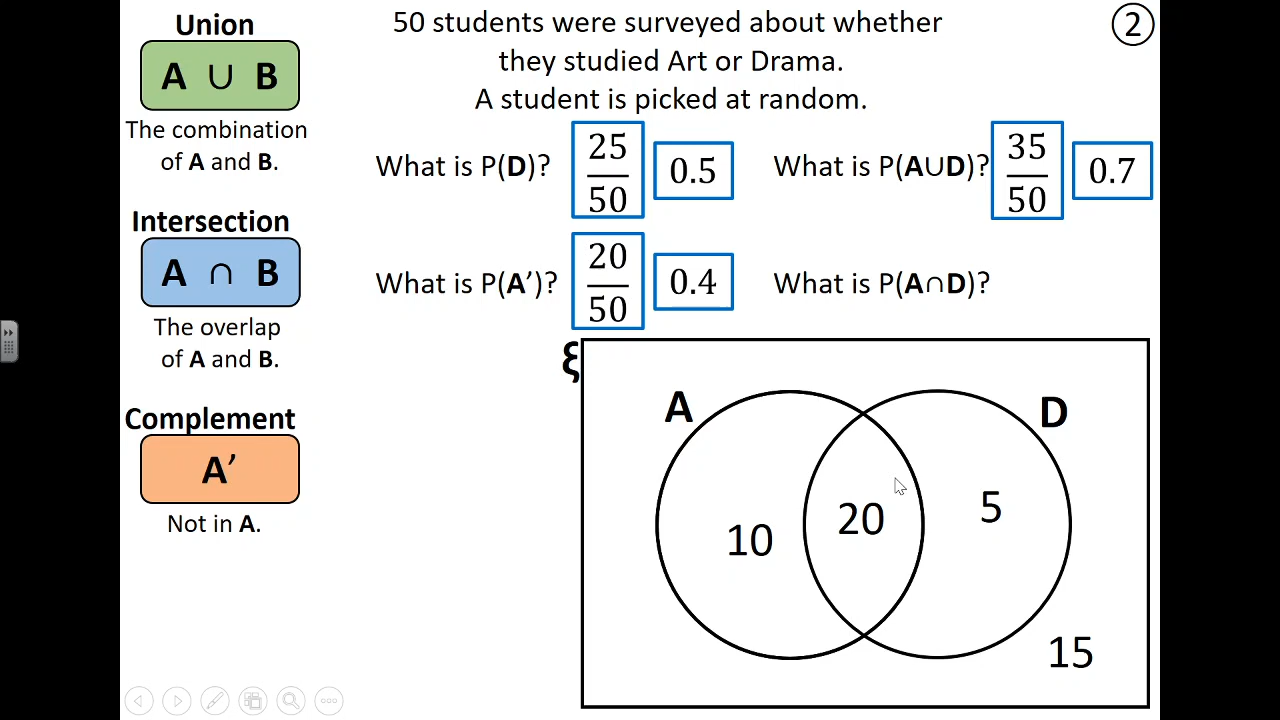 Union
A ∪ B
The combination
of A and B.
Intersection
A ∩ B
The overlap
of A and B.
Complement
A’
Not in A.
50 students were surveyed about whether
they studied Art or Drama.
A student is picked at random.
2
What is P(D)?
25
50
0.5
What is P(A∪D)?
35
50
0.7
What is P(A’)?
20
50
0.4
What is P(A∩D)?
ξ
A
D
10
20
5
15